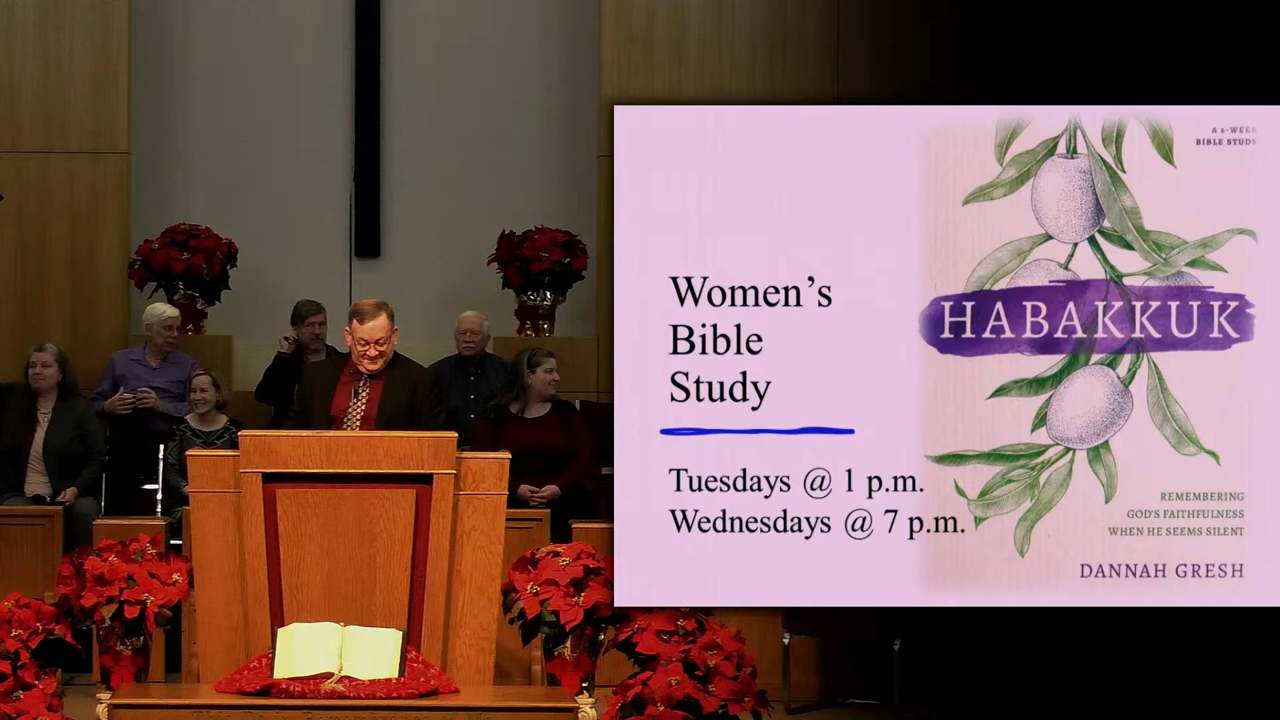 A 6-WEEK
BIBLE STUDY
Women's
Bible
Study
HABAKKUK
Tuesdays @ 1 p.m.
Wednesdays @ 7 p.m.
REMEMBERING
GOD'S FAITHFULNESS
WHEN HE SEEMS SILENT
DANNAH GRESH